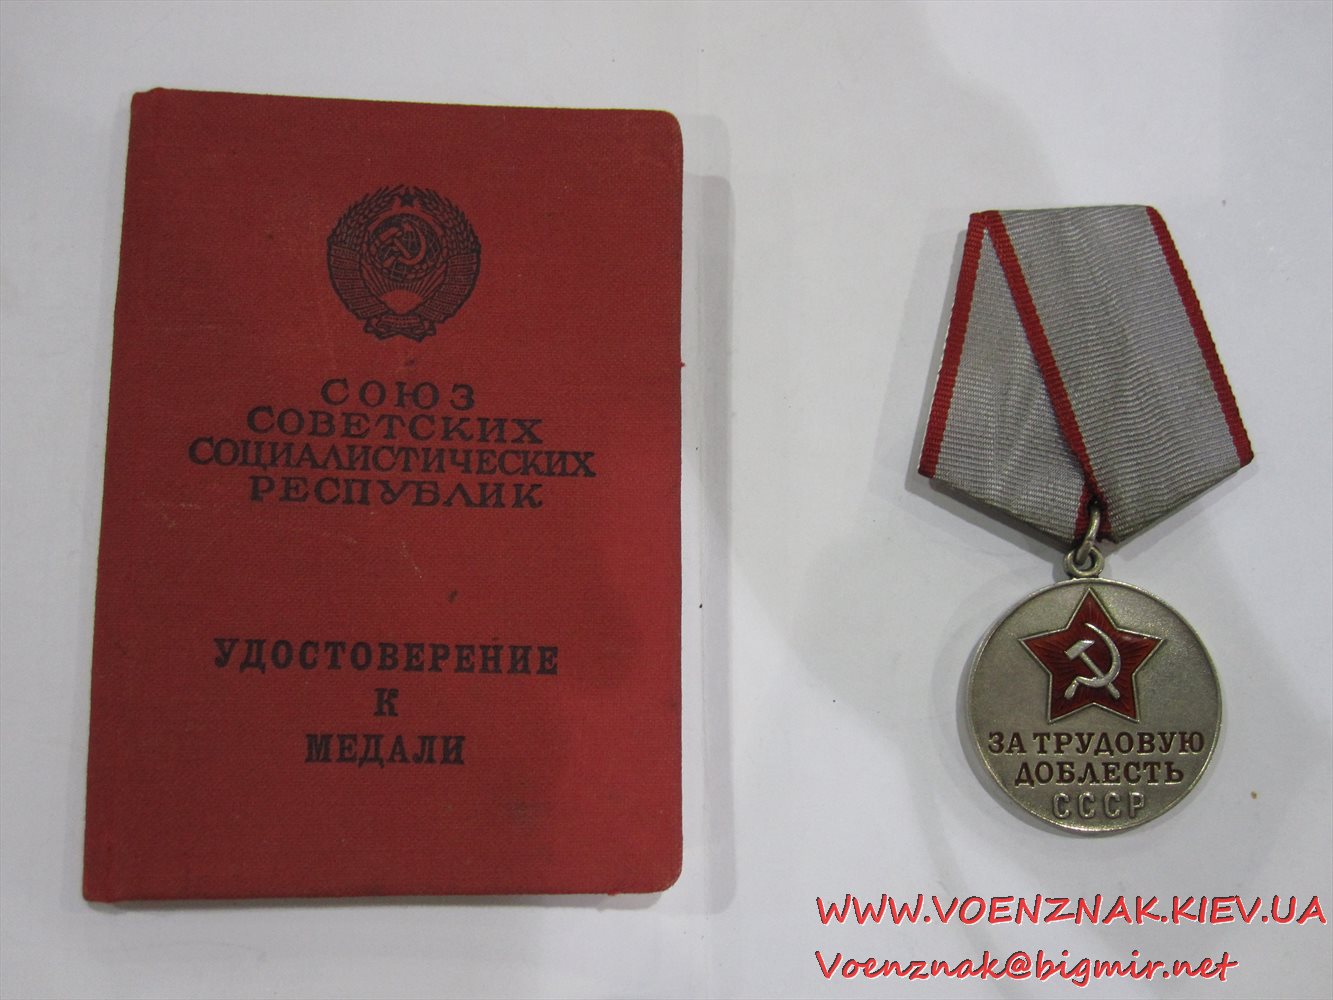 СОЮЗ
СОВЕТСКИХ
СОЦИАЛИСТИЧЕСКИХ
РЕСПУБЛИК
УДОСТОВЕРЕНИЕ
К
МЕДАЛИ
ЗА ТРУДОВУЮ
ДОБЛЕСТЬ
СССР
WWW.VOENZNAK.KIEV.UA
Voenznak@bigmir.net